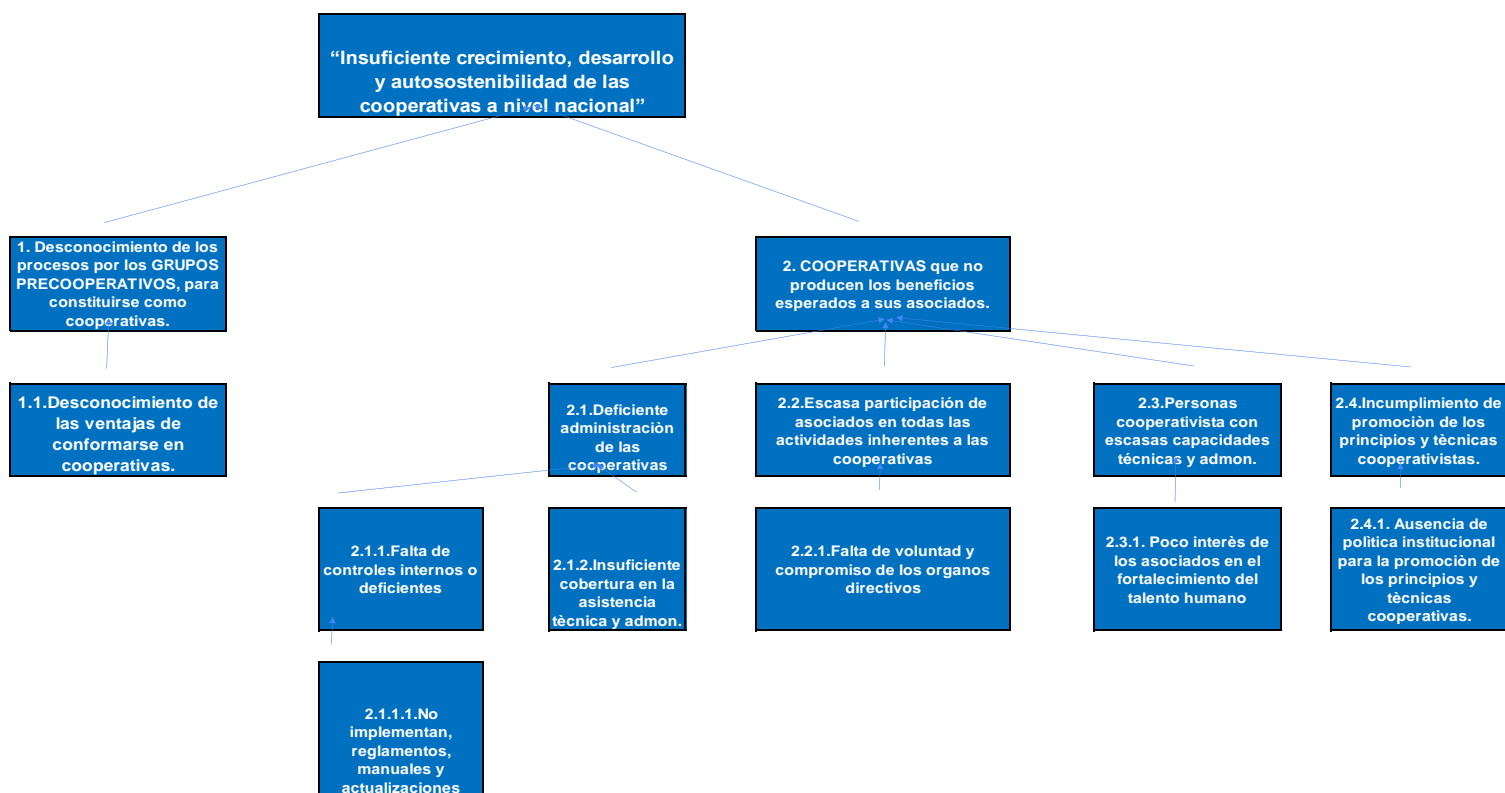 “Insuficiente crecimiento, desarrollo
y autosostenibilidad de las
cooperativas a nivel nacional”
1. Desconocimiento de los
procesos por los GRUPOS
PRECOOPERATIVOS, para
constituirse como
cooperativas.
2. COOPERATIVAS que no
producen los beneficios
esperados a sus asociados.
1.1.Desconocimiento de
las ventajas de
conformarse en
cooperativas.
2.1.Deficiente
administraciòn
de las
cooperativas
2.2.Escasa participación de
asociados en todas las
actividades inherentes a las
cooperativas
2.3.Personas
cooperativista con
escasas capacidades
técnicas y admon.
2.4.Incumplimiento de
promociòn de los
principios y tècnicas
cooperativistas.
2.1.1.Falta de
controles internos o
deficientes
2.1.2.Insuficiente
cobertura en la
asistencia
tècnica y admon.
2.2.1.Falta de voluntad y
compromiso de los organos
directivos
2.3.1. Poco interès de
los asociados en el
fortalecimiento del
talento humano
2.4.1. Ausencia de
polìtica institucional
para la promociòn de
los principios y
tècnicas
cooperativas.
2.1.1.1.No
implementan,
reglamentos,
manuales y
actualizaciones